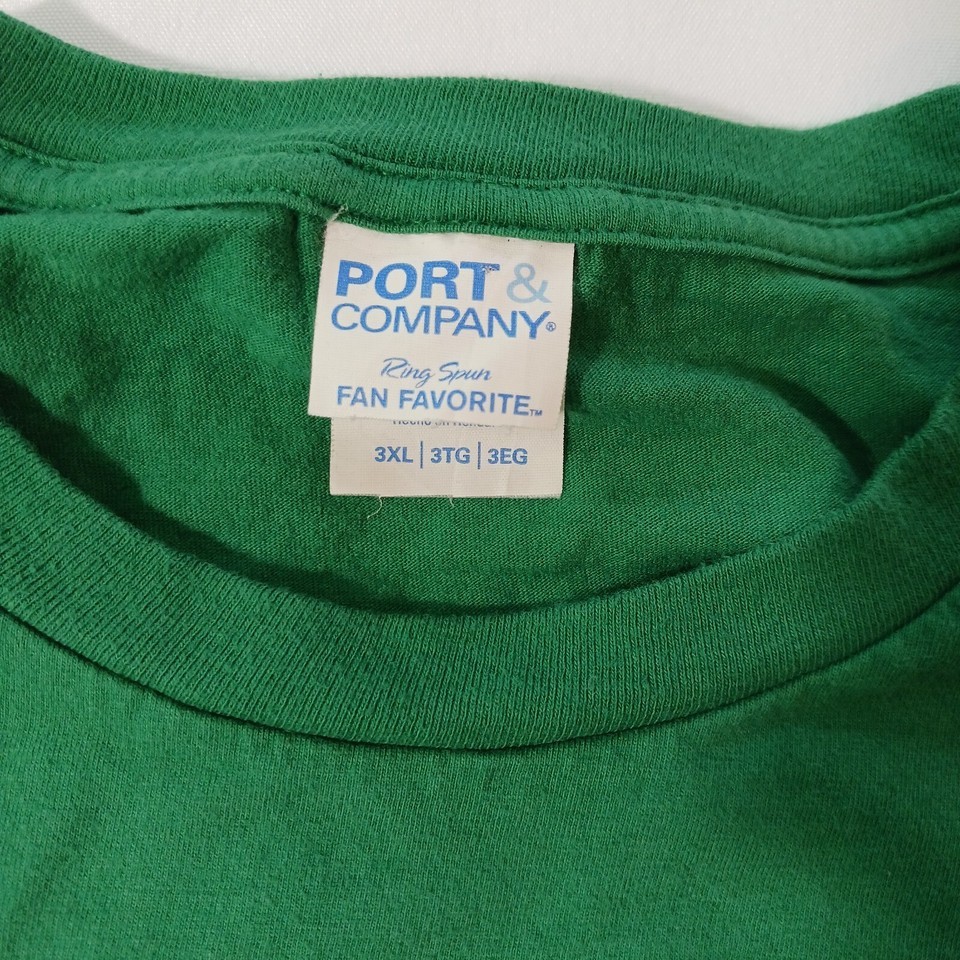 PORT &
COMPANY®
Ring Spun
FAN FAVORITE™
3XL | 3TG | 3EG